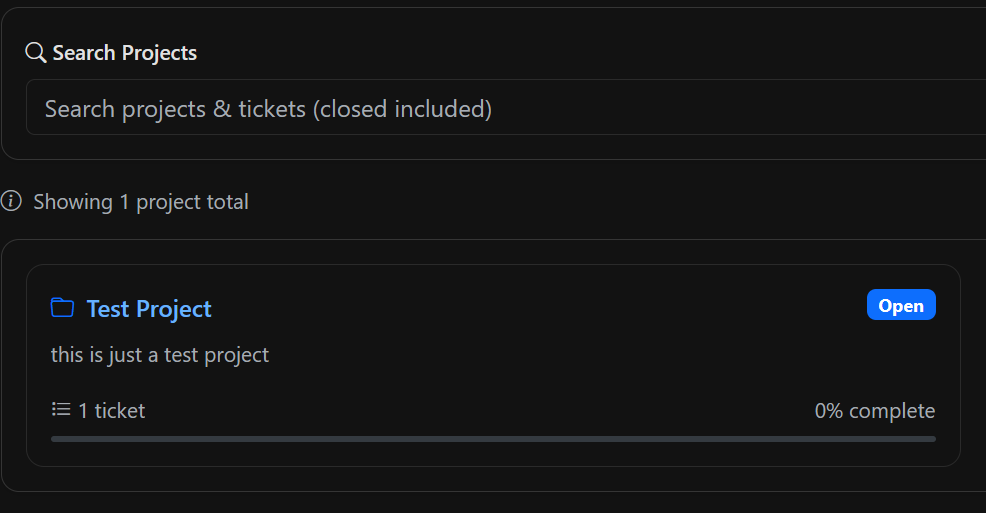 Search Projects
Search projects & tickets (closed included)
Showing 1 project total
Test Project
Open
this is just a test project
1 ticket
0% complete